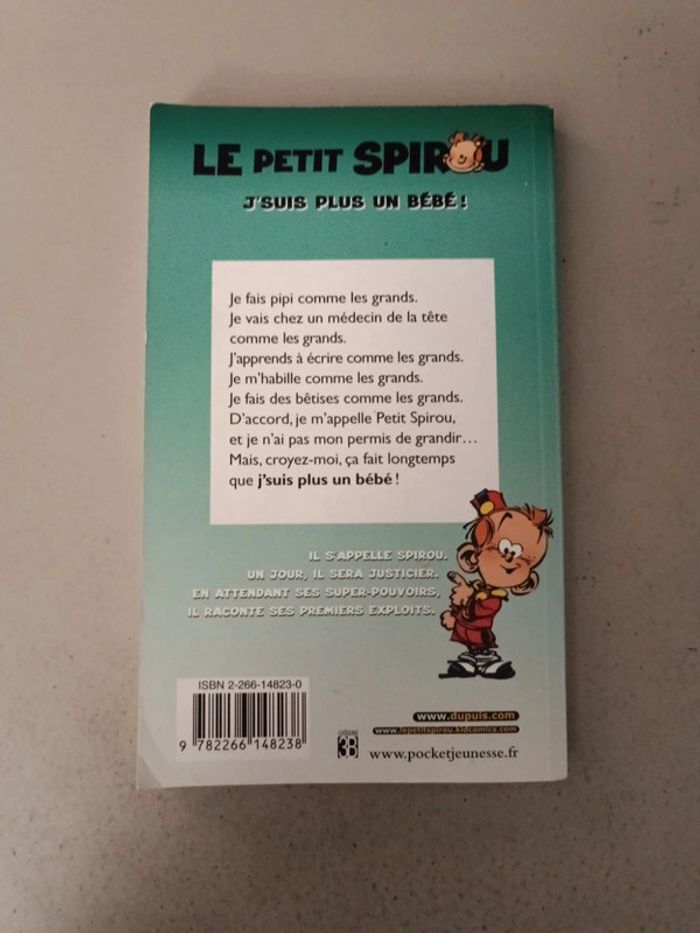 LE PETIT SPIROU
J'SUIS PLUS UN BÉBÉ !
Je fais pipi comme les grands.
Je vais chez un médecin de la tête
comme les grands.
J'apprends à écrire comme les grands.
Je m'habille comme les grands.
Je fais des bêtises comme les grands.
D'accord, je m'appelle Petit Spirou,
et je n'ai pas mon permis de grandir...
Mais, croyez-moi, ça fait longtemps
que j'suis plus un bébé !
IL S'APPELLE SPIROU.
UN JOUR, IL SERA JUSTICIER.
EN ATTENDANT SES SUPER-POUVOIRS,
IL RACONTE SES PREMIERS EXPLOITS.
ISBN 2-266-14823-0
9 782266 148238
CATÉGORIE
3B
www.dupuis.com
www.lepetitspirou.kidcomics.com
www.pocketjeunesse.fr